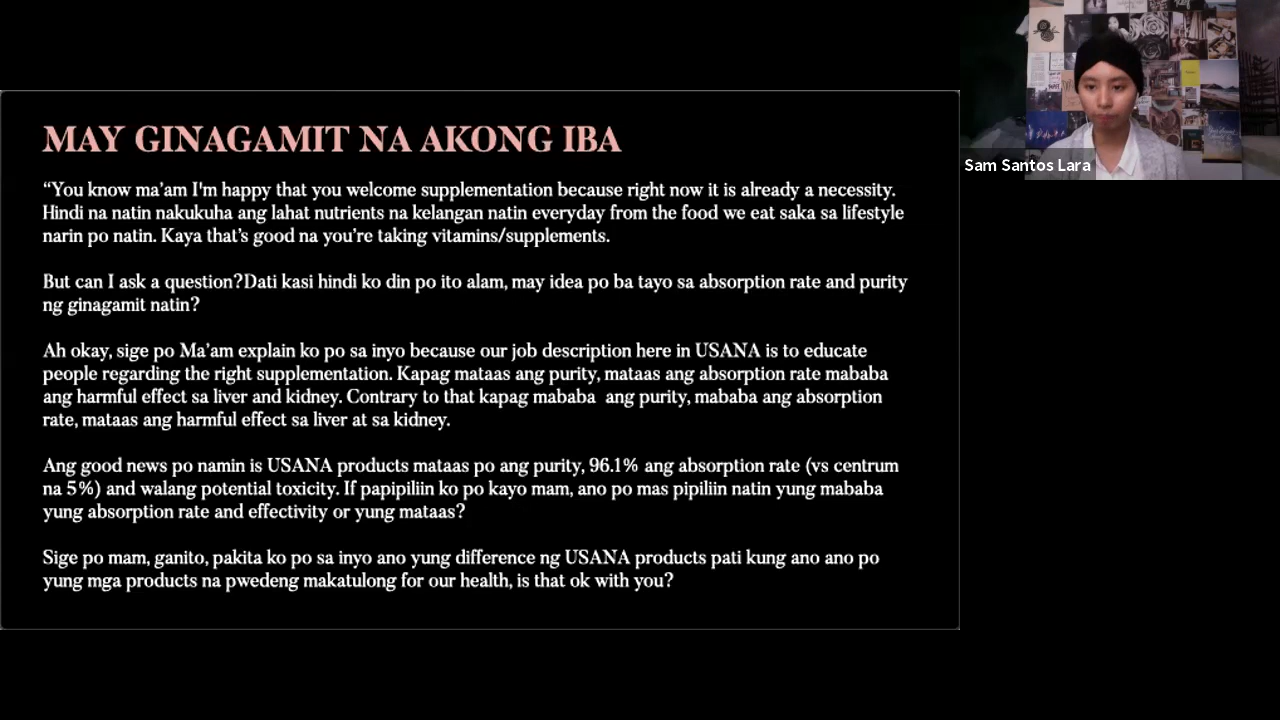 MAY GINAGAMIT NA AKONG IBA
“You know ma’am I'm happy that you welcome supplementation because right now it is already a necessity.
Hindi na natin nakukuha ang lahat nutrients na kelangan natin everyday from the food we eat saka sa lifestyle
narin po natin. Kaya that’s good na you’re taking vitamins/supplements.
But can I ask a question?Dati kasi hindi ko din po ito alam, may idea po ba tayo sa absorption rate and purity
ng ginagamit natin?
Ah okay, sige po Ma’am explain ko po sa inyo because our job description here in USANA is to educate
people regarding the right supplementation. Kapag mataas ang purity, mataas ang absorption rate mababa
ang harmful effect sa liver and kidney. Contrary to that kapag mababa  ang purity, mababa ang absorption
rate, mataas ang harmful effect sa liver at sa kidney.
Ang good news po namin is USANA products mataas po ang purity, 96.1% ang absorption rate (vs centrum
na 5%) and walang potential toxicity. If papipiliin ko po kayo mam, ano po mas pipiliin natin yung mababa
yung absorption rate and effectivity or yung mataas?
Sige po mam, ganito, pakita ko po sa inyo ano yung difference ng USANA products pati kung ano ano po
yung mga products na pwedeng makatulong for our health, is that ok with you?
Sam Santos Lara